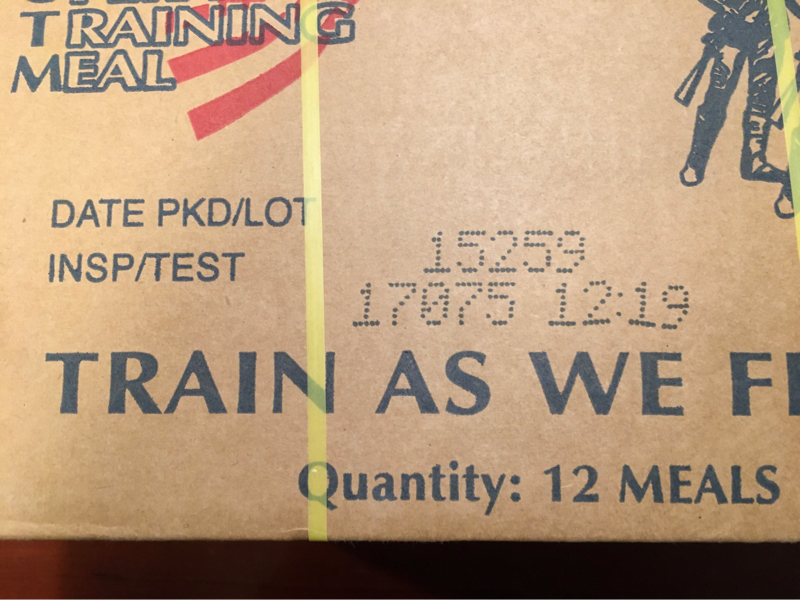 TRAINING
MEAL
DATE PKD/LOT
INSP/TEST
15259
17075 12:19
TRAIN AS WE
Quantity: 12 MEALS